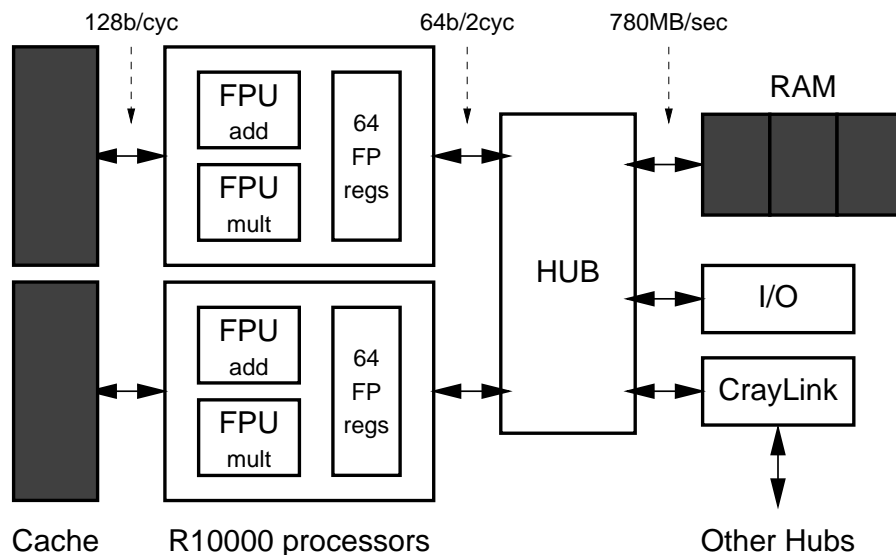 128b/cyc
64b/2cyc
780MB/sec
RAM
FPU
add
FPU
mult
64
FP
regs
HUB
I/O
FPU
add
FPU
mult
64
FP
regs
CrayLink
Cache
R10000 processors
Other Hubs